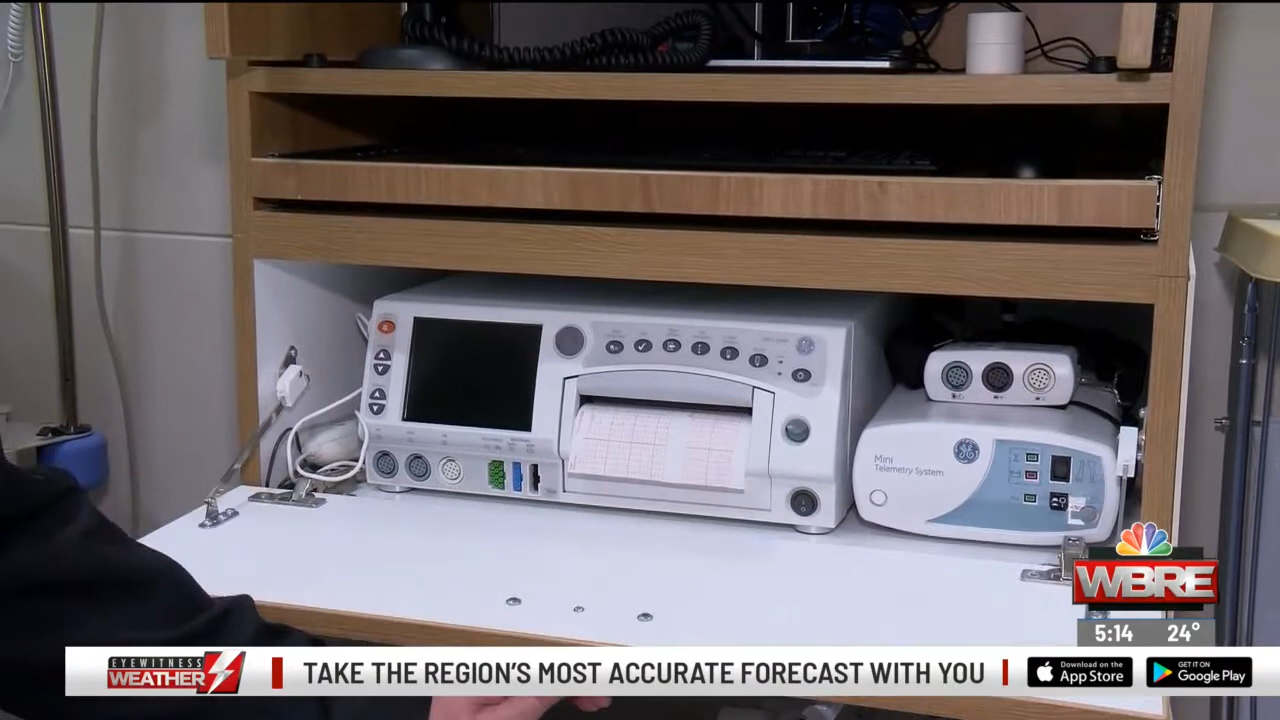 Mini
Telemetry System
WBRE
5:14 24°
EYEWITNESS
WEATHER
TAKE THE REGION'S MOST ACCURATE FORECAST WITH YOU
Download on the
App Store
GET IT ON
Google Play